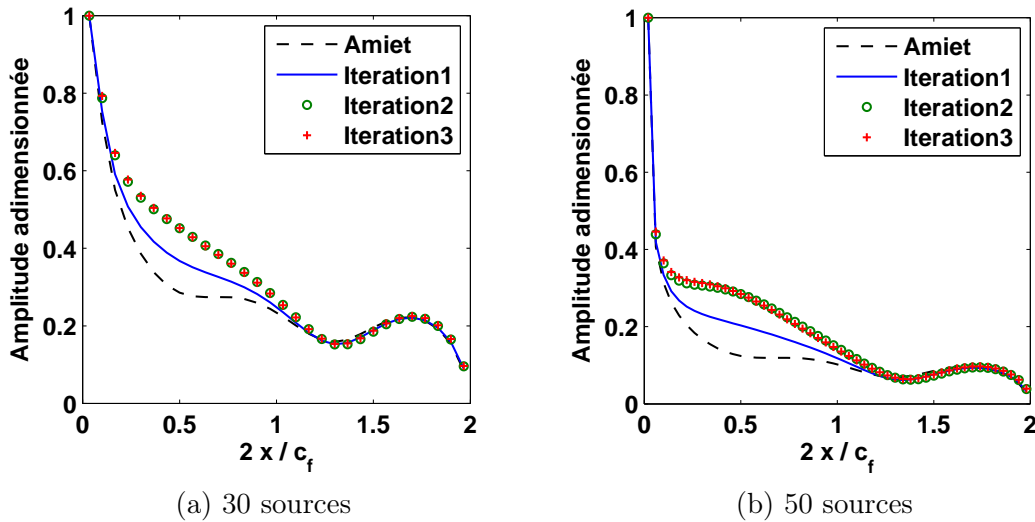 1
0.8
0.6
0.4
0.2
0
Amplitude adimensionnée
Amiet
Iteration1
Iteration2
Iteration3
0 0.5 1 1.5 2
2 x / c_f
(a) 30 sources
1
0.8
0.6
0.4
0.2
0
Amplitude adimensionnée
Amiet
Iteration1
Iteration2
Iteration3
0 0.5 1 1.5 2
2 x / c_f
(b) 50 sources